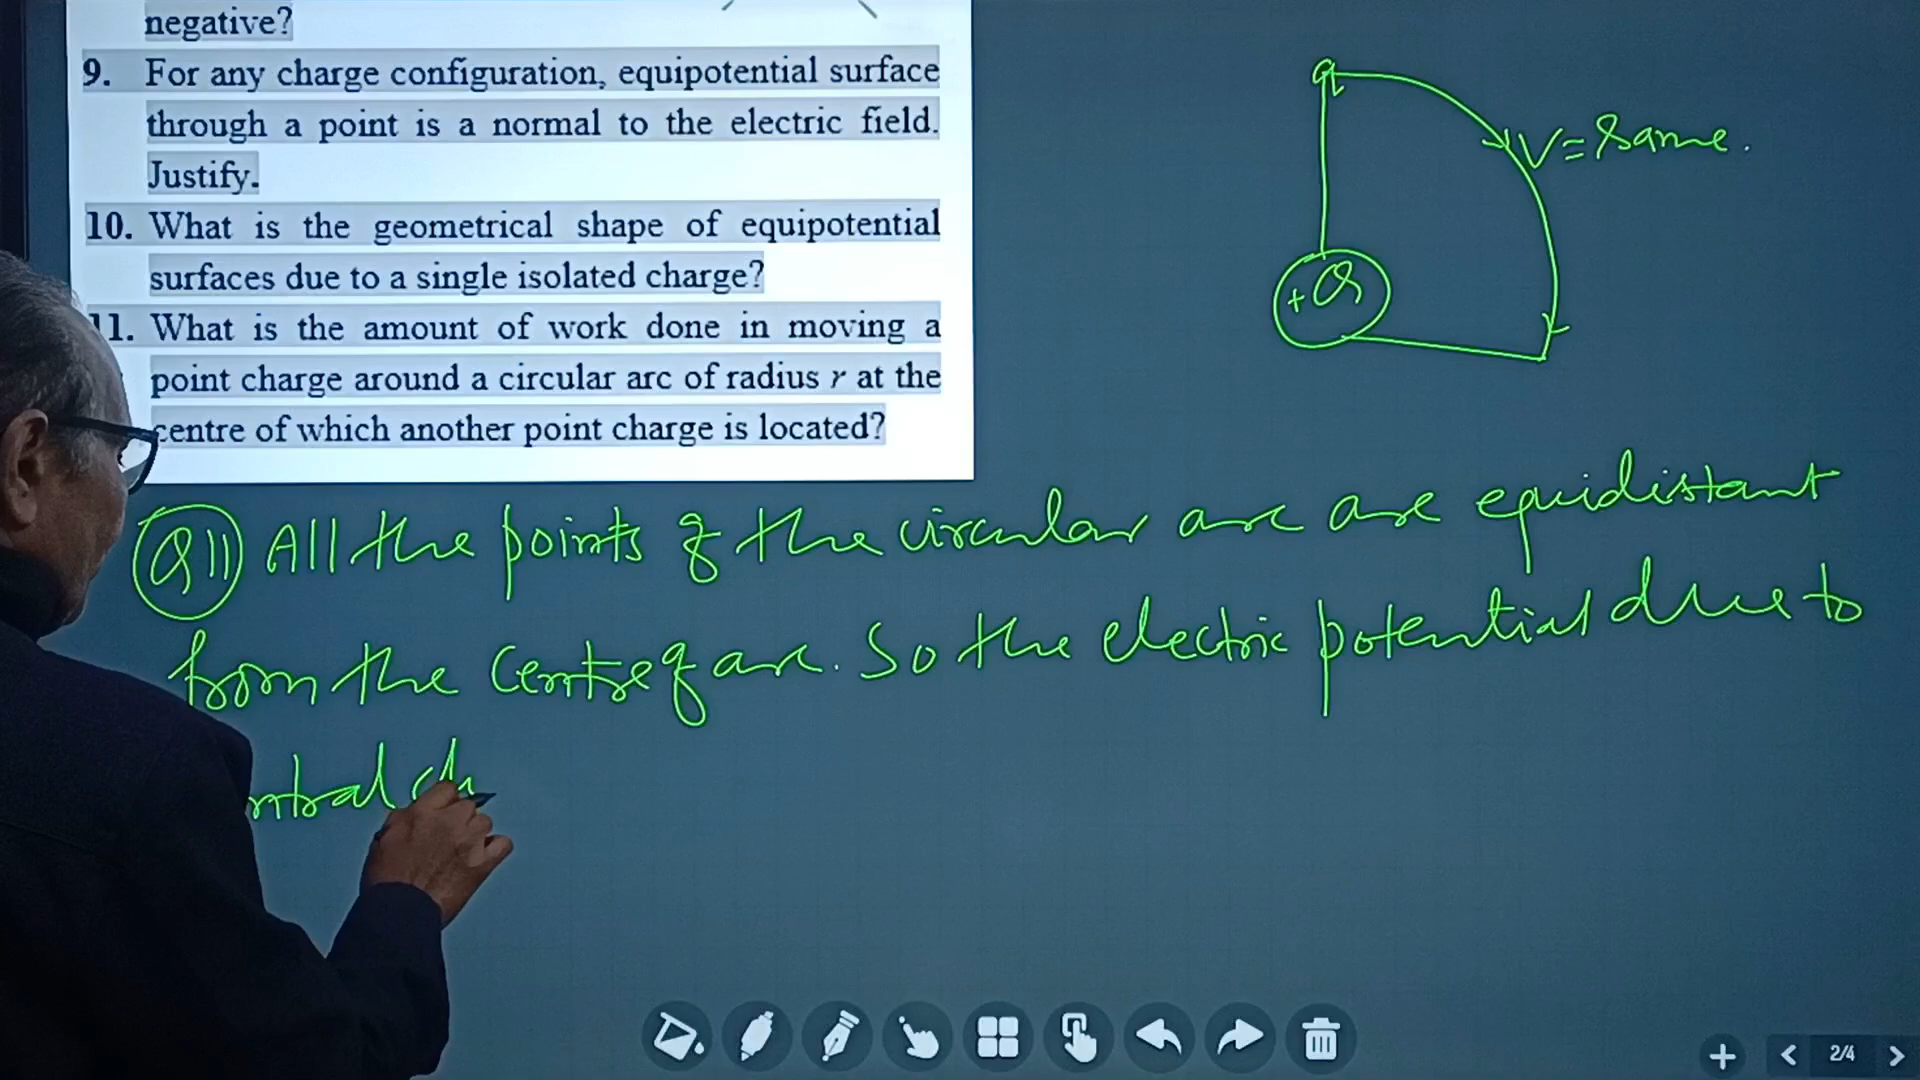 negative?
9. For any charge configuration, equipotential surface
through a point is a normal to the electric field.
Justify.
10. What is the geometrical shape of equipotential
surfaces due to a single isolated charge?
11. What is the amount of work done in moving a
point charge around a circular arc of radius r at the
centre of which another point charge is located?
q
V = same.
+Q
Q11 All the points of the circular arc are equidistant
from the centre of arc. So the electric potential due to
ntral ch
2/4